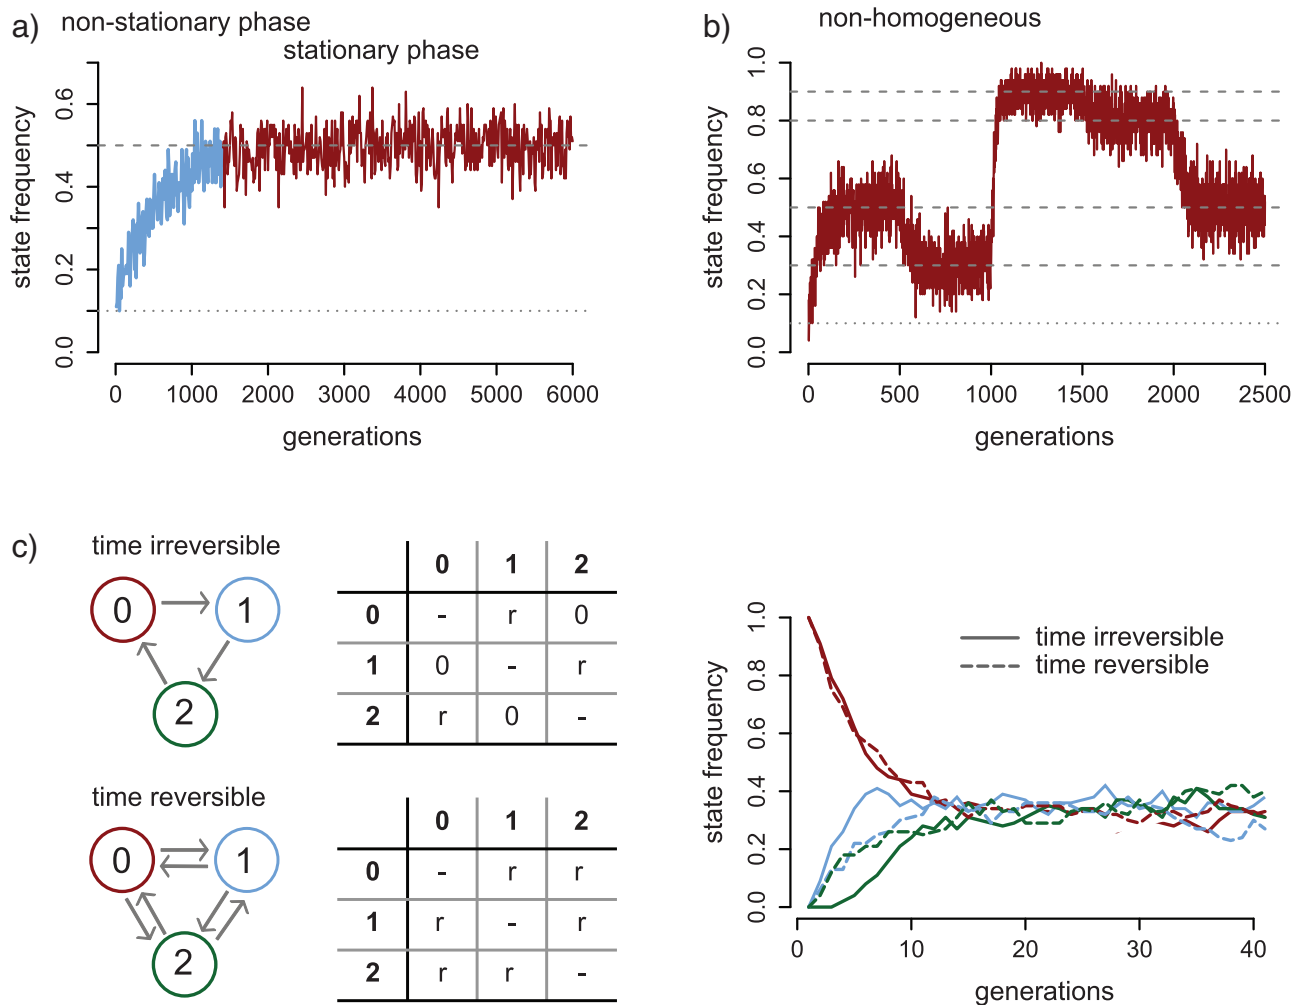 a)
non-stationary phase
stationary phase
state frequency
0.0
0.2
0.4
0.6
0
1000
2000
3000
4000
5000
6000
generations
b)
non-homogeneous
state frequency
0.0
0.2
0.4
0.6
0.8
1.0
0
500
1000
1500
2000
2500
generations
c)
time irreversible
0
1
2
0 1 2
0 - r 0
1 0 - r
2 r 0 -
time reversible
0
1
2
0 1 2
0 - r r
1 r - r
2 r r -
time irreversible
time reversible
state frequency
0.0
0.2
0.4
0.6
0.8
1.0
0
10
20
30
40
generations